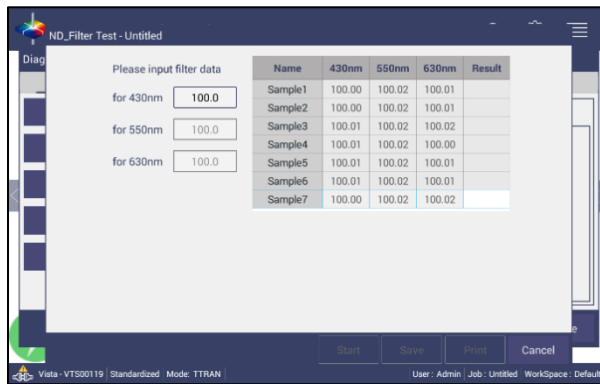 ND_Filter Test - Untitled
Diag
Please input filter data
for 430nm 100.0
for 550nm 100.0
for 630nm 100.0
Name 430nm 550nm 630nm Result
Sample1 100.00 100.02 100.01
Sample2 100.00 100.02 100.01
Sample3 100.01 100.02 100.02
Sample4 100.01 100.02 100.00
Sample5 100.01 100.02 100.01
Sample6 100.01 100.02 100.01
Sample7 100.00 100.02 100.02
Start Save Print Cancel
Vista - VTS00119 Standardized Mode: TTRAN User : Admin Job : Untitled WorkSpace : Default